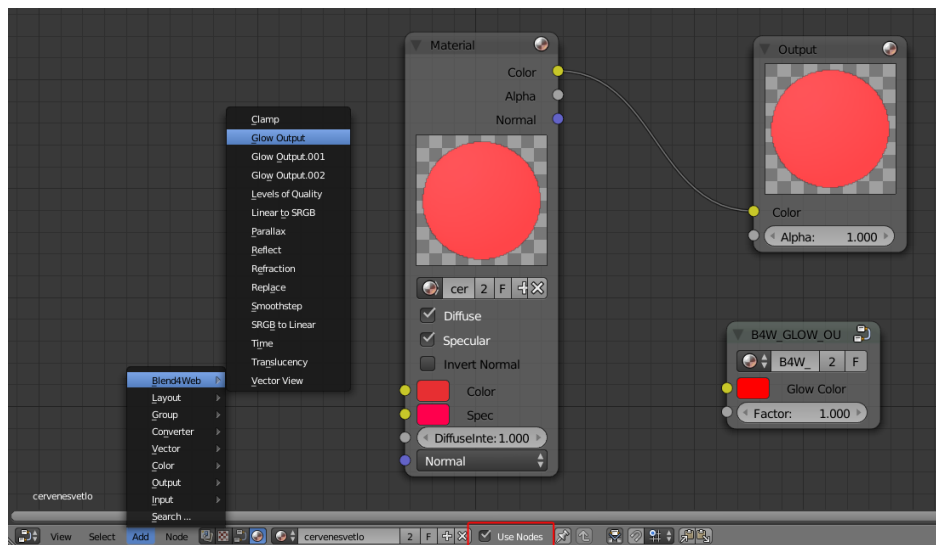 Material
Color
Alpha
Normal
cer 2 F
Diffuse
Specular
Invert Normal
Color
Spec
DiffuseInte: 1.000
Normal
Output
Color
Alpha: 1.000
B4W_GLOW_OU
B4W_ 2 F
Glow Color
Factor: 1.000
Clamp
Glow Output
Glow Output.001
Glow Output.002
Levels of Quality
Linear to SRGB
Parallax
Reflect
Refraction
Replace
Smoothstep
SRGB to Linear
Time
Translucency
Vector View
Blend4Web
Layout
Group
Converter
Vector
Color
Output
Input
Search ...
cervenesvetlo
View Select Add Node cervenesvetlo 2 F Use Nodes